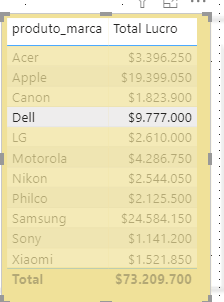 produto_marca Total Lucro
Acer $3.396.250
Apple $19.399.050
Canon $1.823.900
Dell $9.777.000
LG $2.610.000
Motorola $4.286.750
Nikon $2.544.050
Philco $2.125.500
Samsung $24.584.150
Sony $1.141.200
Xiaomi $1.521.850
Total $73.209.700